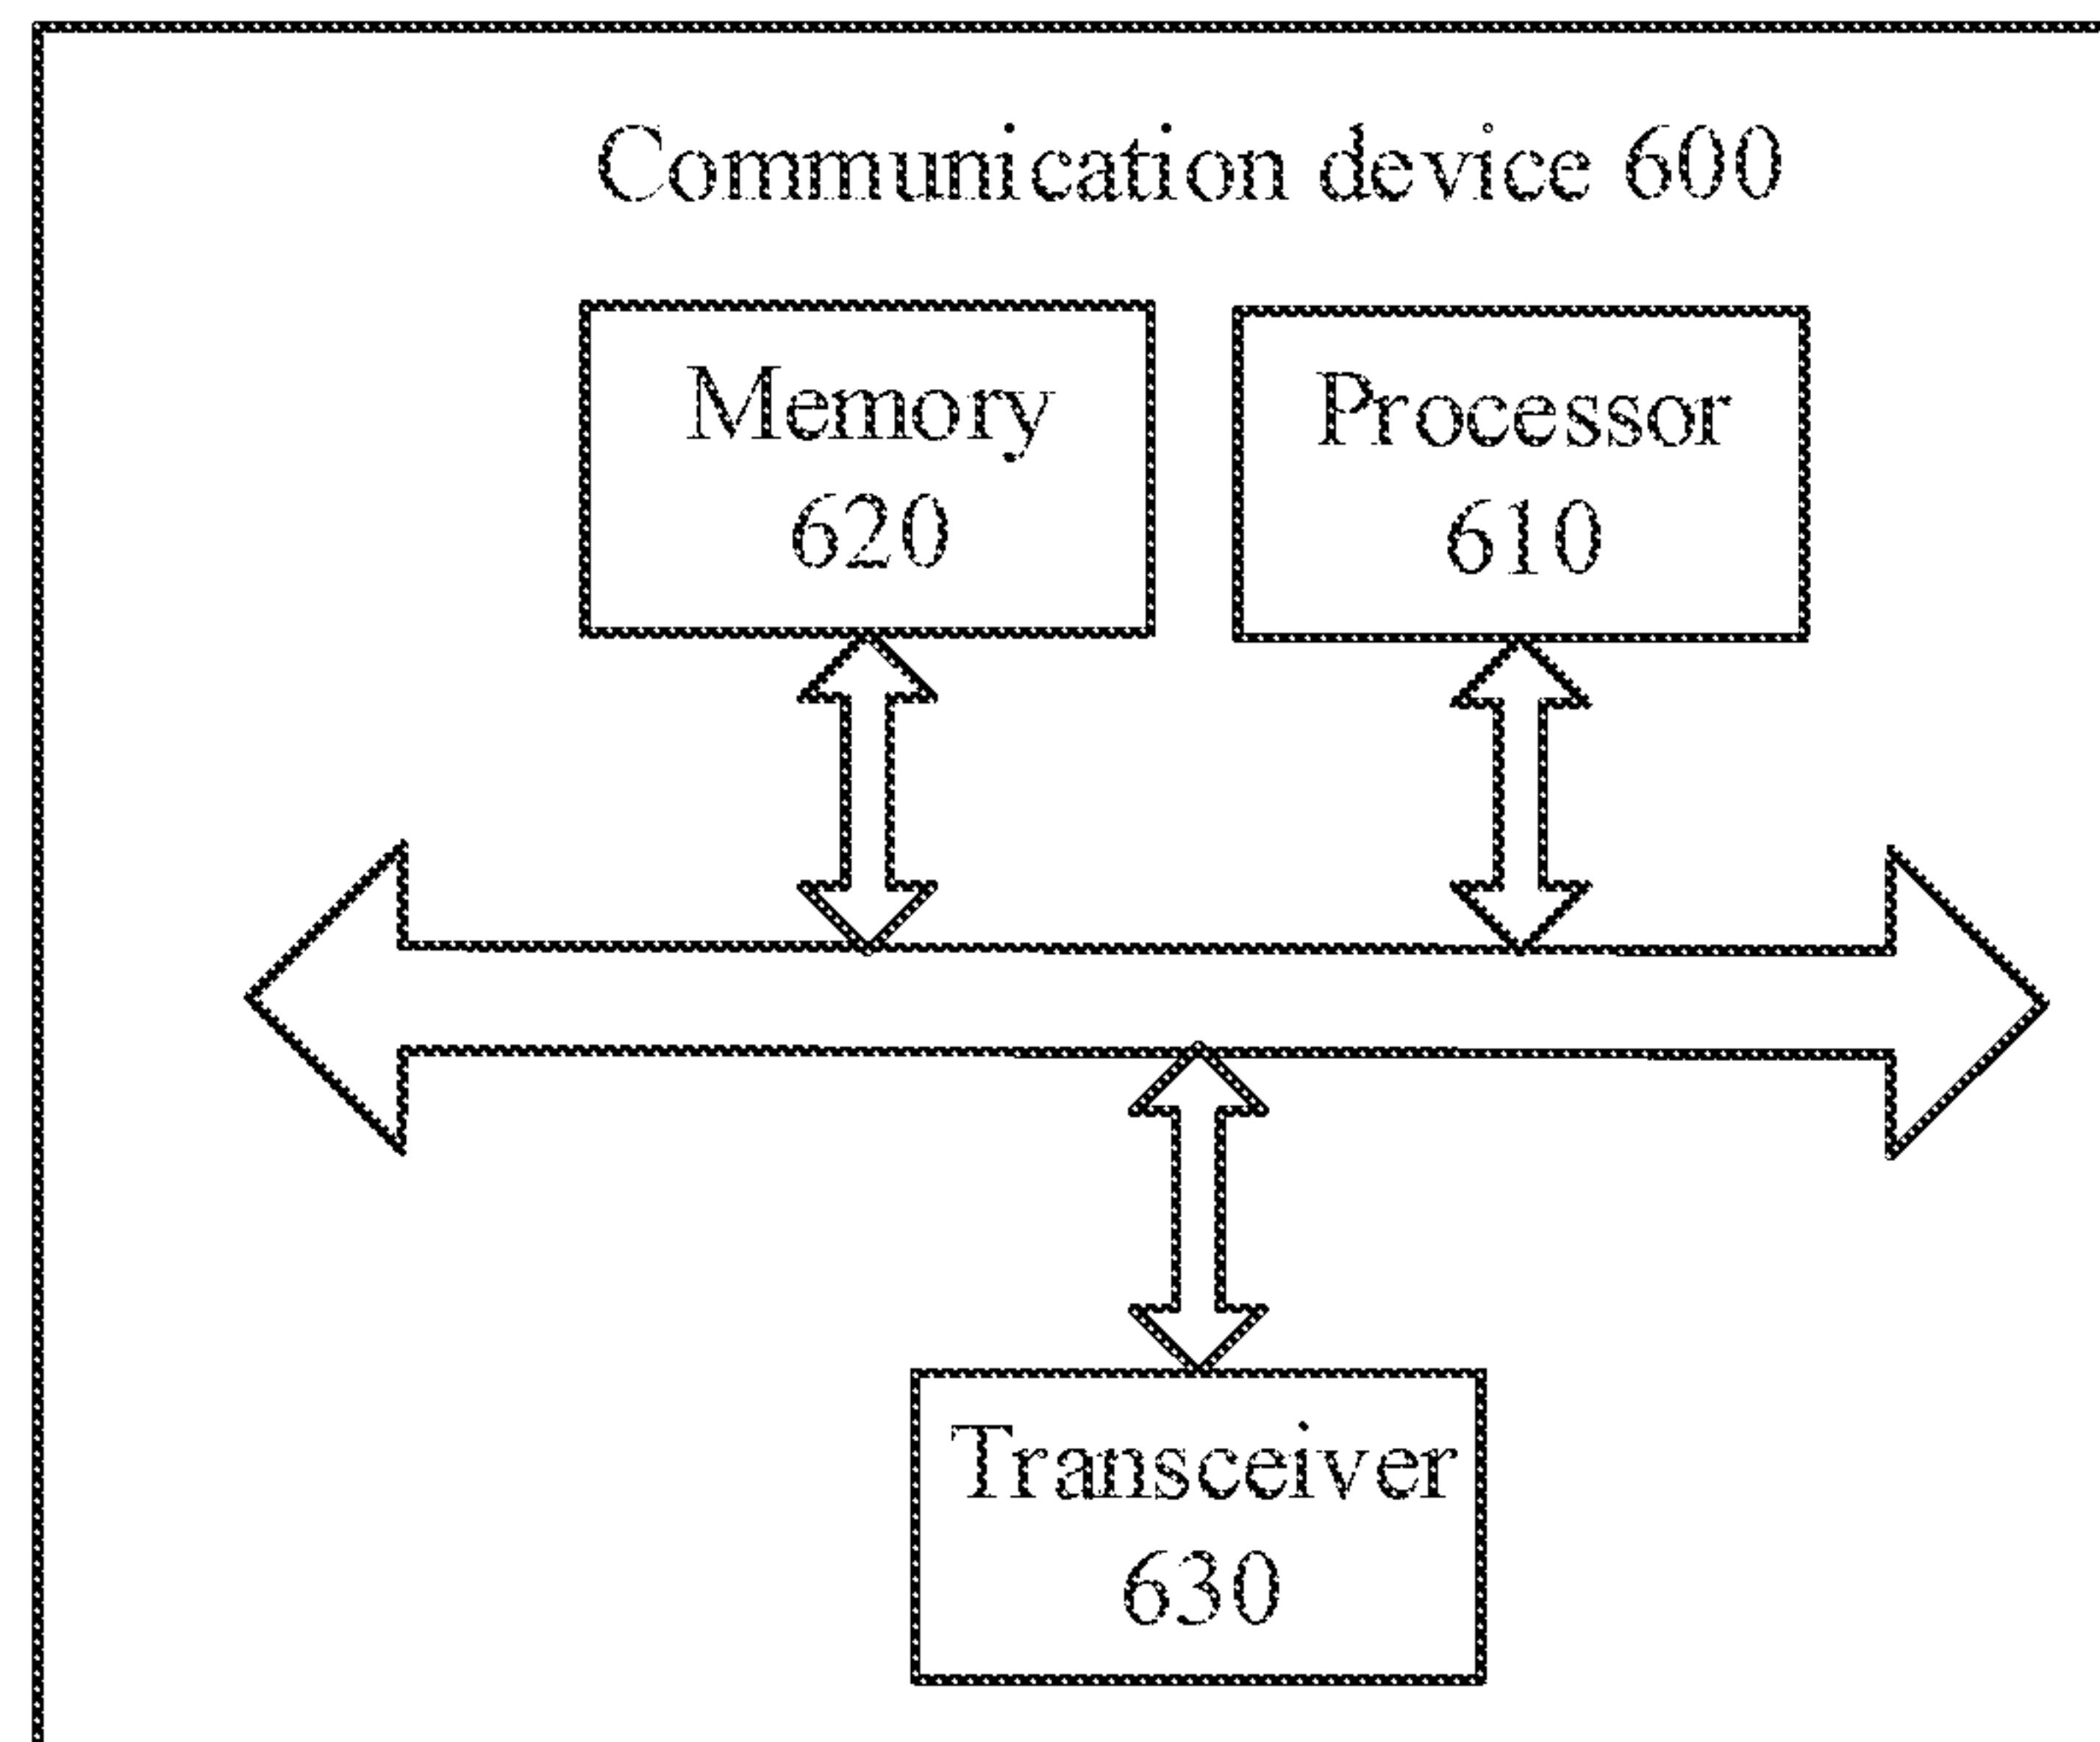 Communication device 600
Memory
620
Processor
610
Transceiver
630